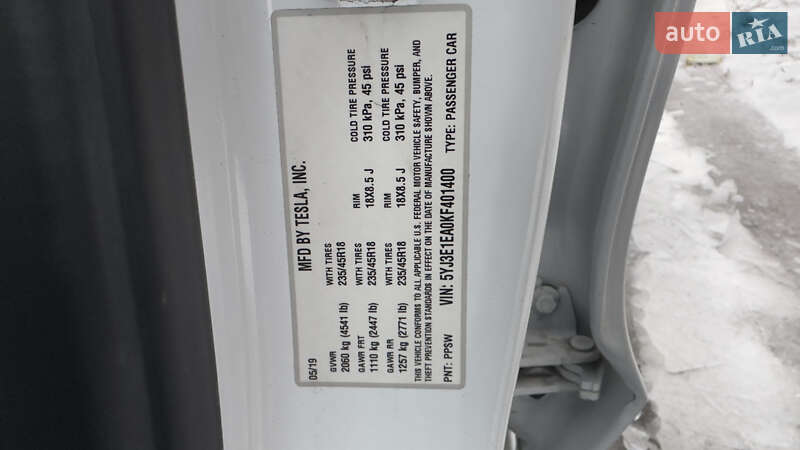 auto RIA
MFD BY TESLA, INC.
05/19
GVWR WITH TIRES RIM COLD TIRE PRESSURE
2060 kg (4541 lb) 235/45R18 18X8.5 J 310 kPa, 45 psi
GAWR FRT WITH TIRES RIM COLD TIRE PRESSURE
1110 kg (2447 lb) 235/45R18 18X8.5 J 310 kPa, 45 psi
GAWR RR
1257 kg (2771 lb) 235/45R18
THIS VEHICLE CONFORMS TO ALL APPLICABLE U.S. FEDERAL MOTOR VEHICLE SAFETY, BUMPER, AND
THEFT PREVENTION STANDARDS IN EFFECT ON THE DATE OF MANUFACTURE SHOWN ABOVE.
VIN: 5YJ3E1EA0KF401400 TYPE: PASSENGER CAR
PNT: PPSW